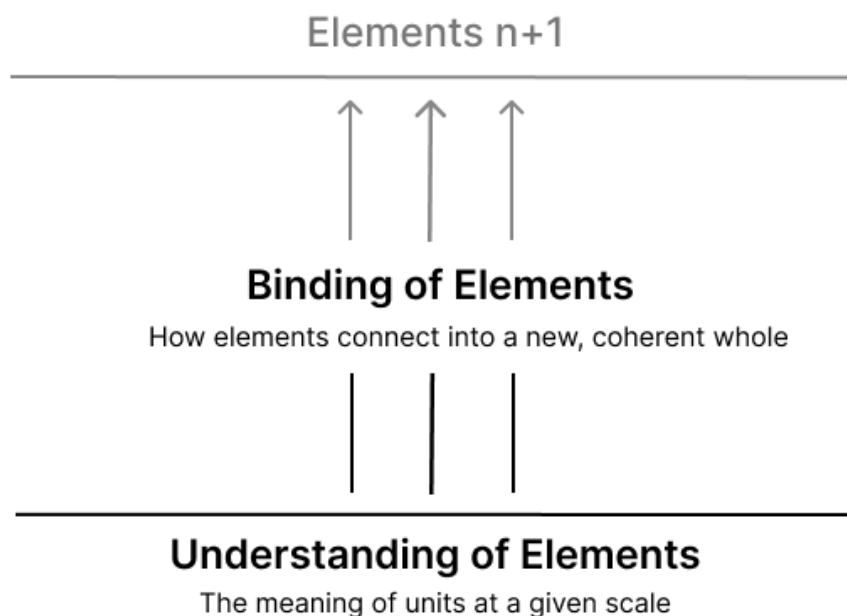 Elements n+1
Binding of Elements
How elements connect into a new, coherent whole
Understanding of Elements
The meaning of units at a given scale